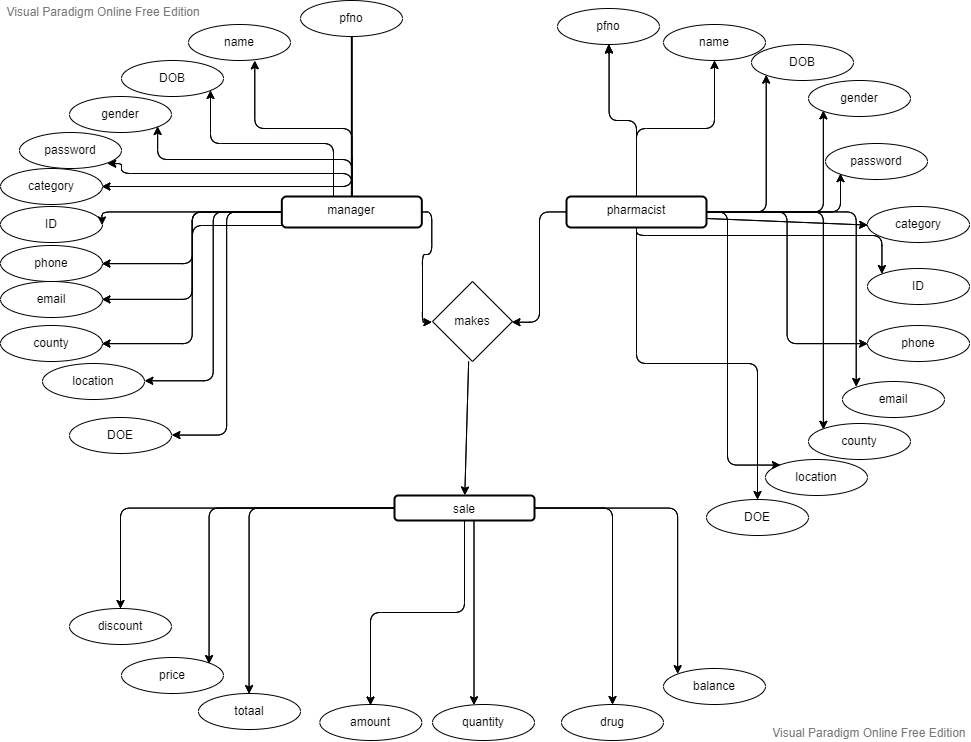 Visual Paradigm Online Free Edition
pfno
name
DOB
gender
password
category
ID
phone
email
county
location
DOE
manager
pfno
name
DOB
gender
password
category
ID
phone
email
county
location
DOE
pharmacist
makes
sale
discount
price
totaal
amount
quantity
drug
balance
Visual Paradigm Online Free Edition